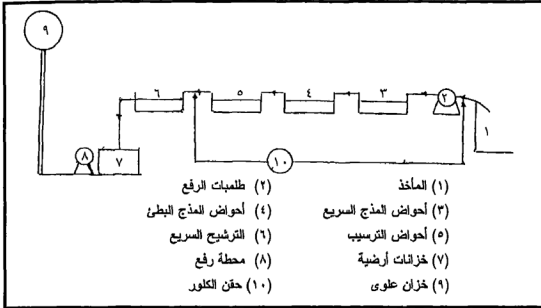 ٩
٦ ٥ ٤ ٣ ٢
١
٨ ٧ ١٠
(١) المأخذ (٢) طلمبات الرفع
(٣) أحواض المذج السريع (٤) أحواض المذج البطئ
(٥) أحواض الترسيب (٦) الترشيح السريع
(٧) خزانات أرضية (٨) محطة رفع
(٩) خزان علوى (١٠) حقن الكلور